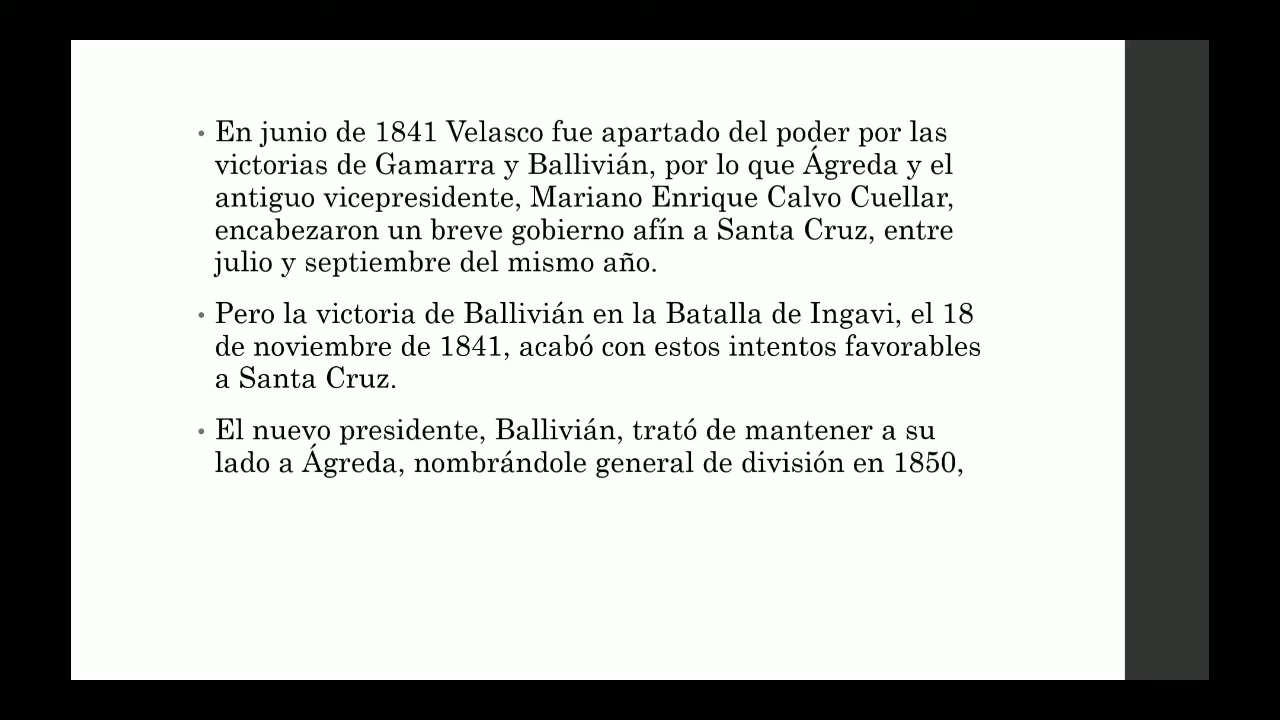 • En junio de 1841 Velasco fue apartado del poder por las
victorias de Gamarra y Ballivián, por lo que Ágreda y el
antiguo vicepresidente, Mariano Enrique Calvo Cuellar,
encabezaron un breve gobierno afín a Santa Cruz, entre
julio y septiembre del mismo año.
• Pero la victoria de Ballivián en la Batalla de Ingavi, el 18
de noviembre de 1841, acabó con estos intentos favorables
a Santa Cruz.
• El nuevo presidente, Ballivián, trató de mantener a su
lado a Ágreda, nombrándole general de división en 1850,